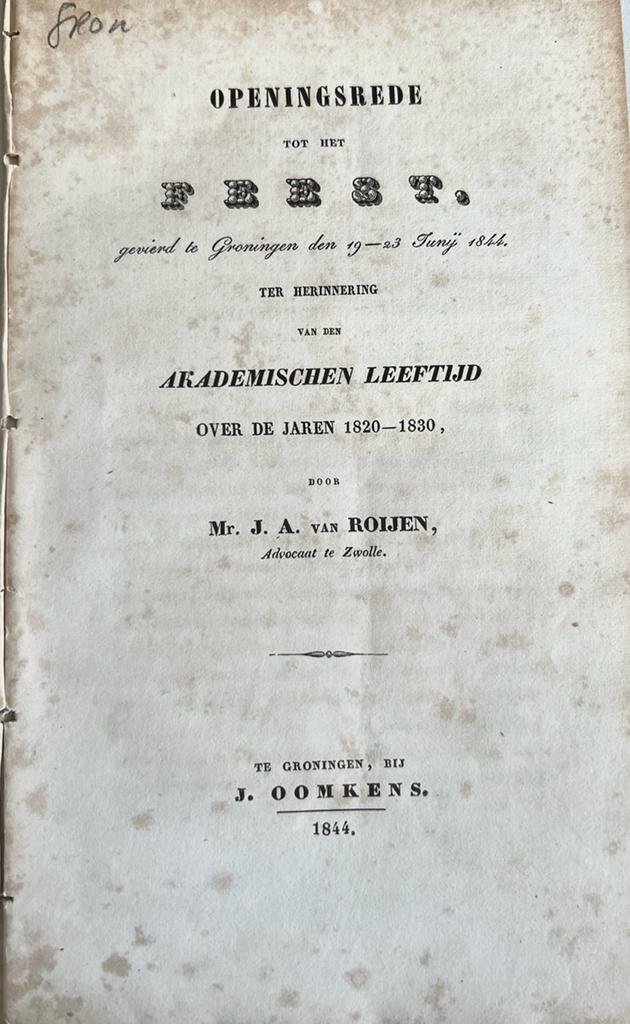 Gron
OPENINGSREDE
TOT HET
FEEST,
gevierd te Groningen den 19—23 Junij 1844.
TER HERINNERING
VAN DEN
AKADEMISCHEN LEEFTIJD
OVER DE JAREN 1820—1830,
DOOR
Mr. J. A. VAN ROIJEN,
Advocaat te Zwolle.
TE GRONINGEN, BIJ
J. OOMKENS.
1844.